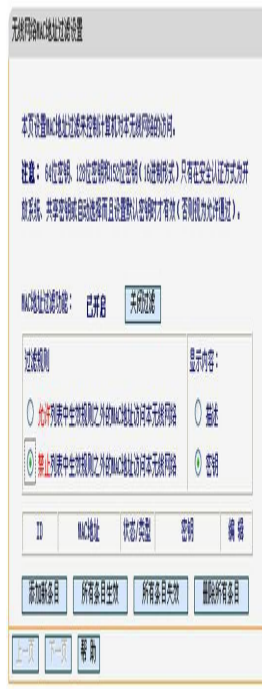 无线网络MAC地址过滤设置
本页设置MAC地址过滤来控制计算机对本无线网络的访问。
注意： 64位密钥、128位密钥和152位密钥(16进制形式)只有在安全认证方式为开
放系统、共享密钥或自动选择而且设置默认密钥时才有效(否则视为允许通过)。
MAC地址过滤功能： 已开启 关闭过滤
过滤规则 显示内容：
允许列表中生效规则之外的MAC地址访问本无线网络 描述
禁止列表中生效规则之外的MAC地址访问本无线网络 密钥
ID MAC地址 状态/类型 密钥 编 辑
添加新条目 所有条目生效 所有条目失效 删除所有条目
上一页 下一页 帮 助